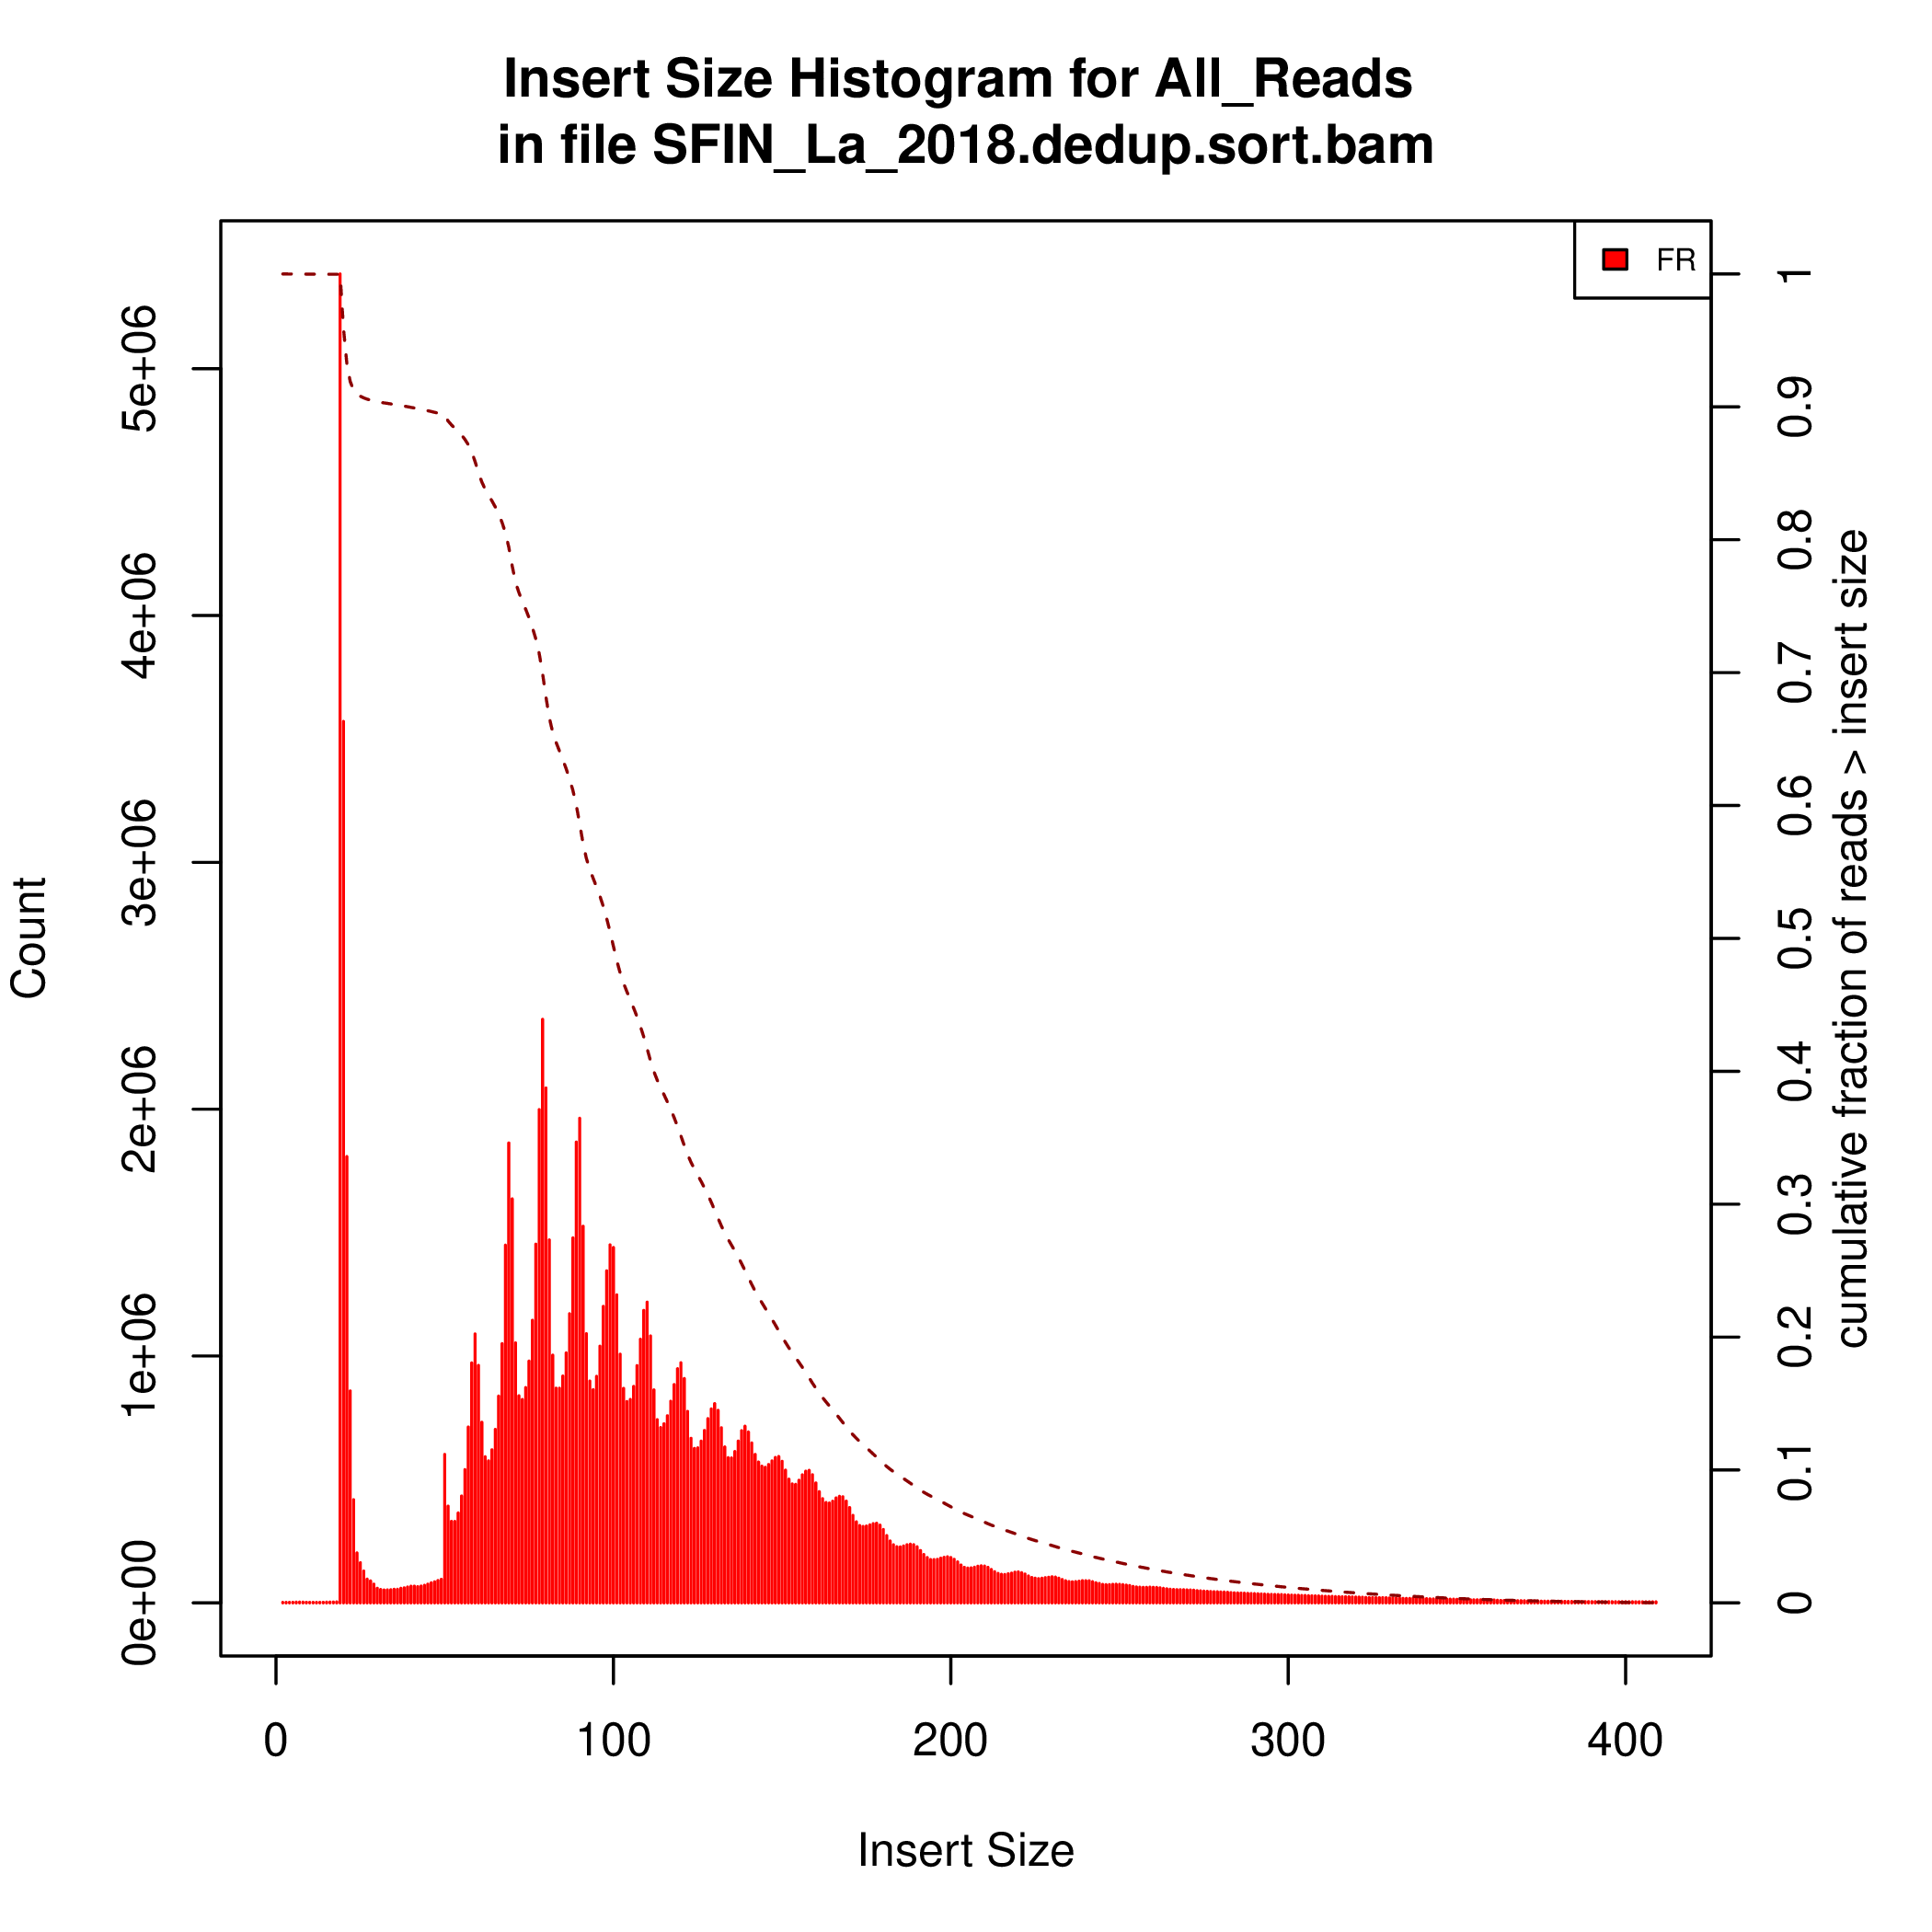 Insert Size Histogram for All_Reads
in file SFIN_La_2018.dedup.sort.bam
FR
Count
5e+06
4e+06
3e+06
2e+06
1e+06
0e+00
1
0.9
0.8
0.7
0.6
0.5
0.4
0.3
0.2
0.1
0
cumulative fraction of reads > insert size
0 100 200 300 400
Insert Size